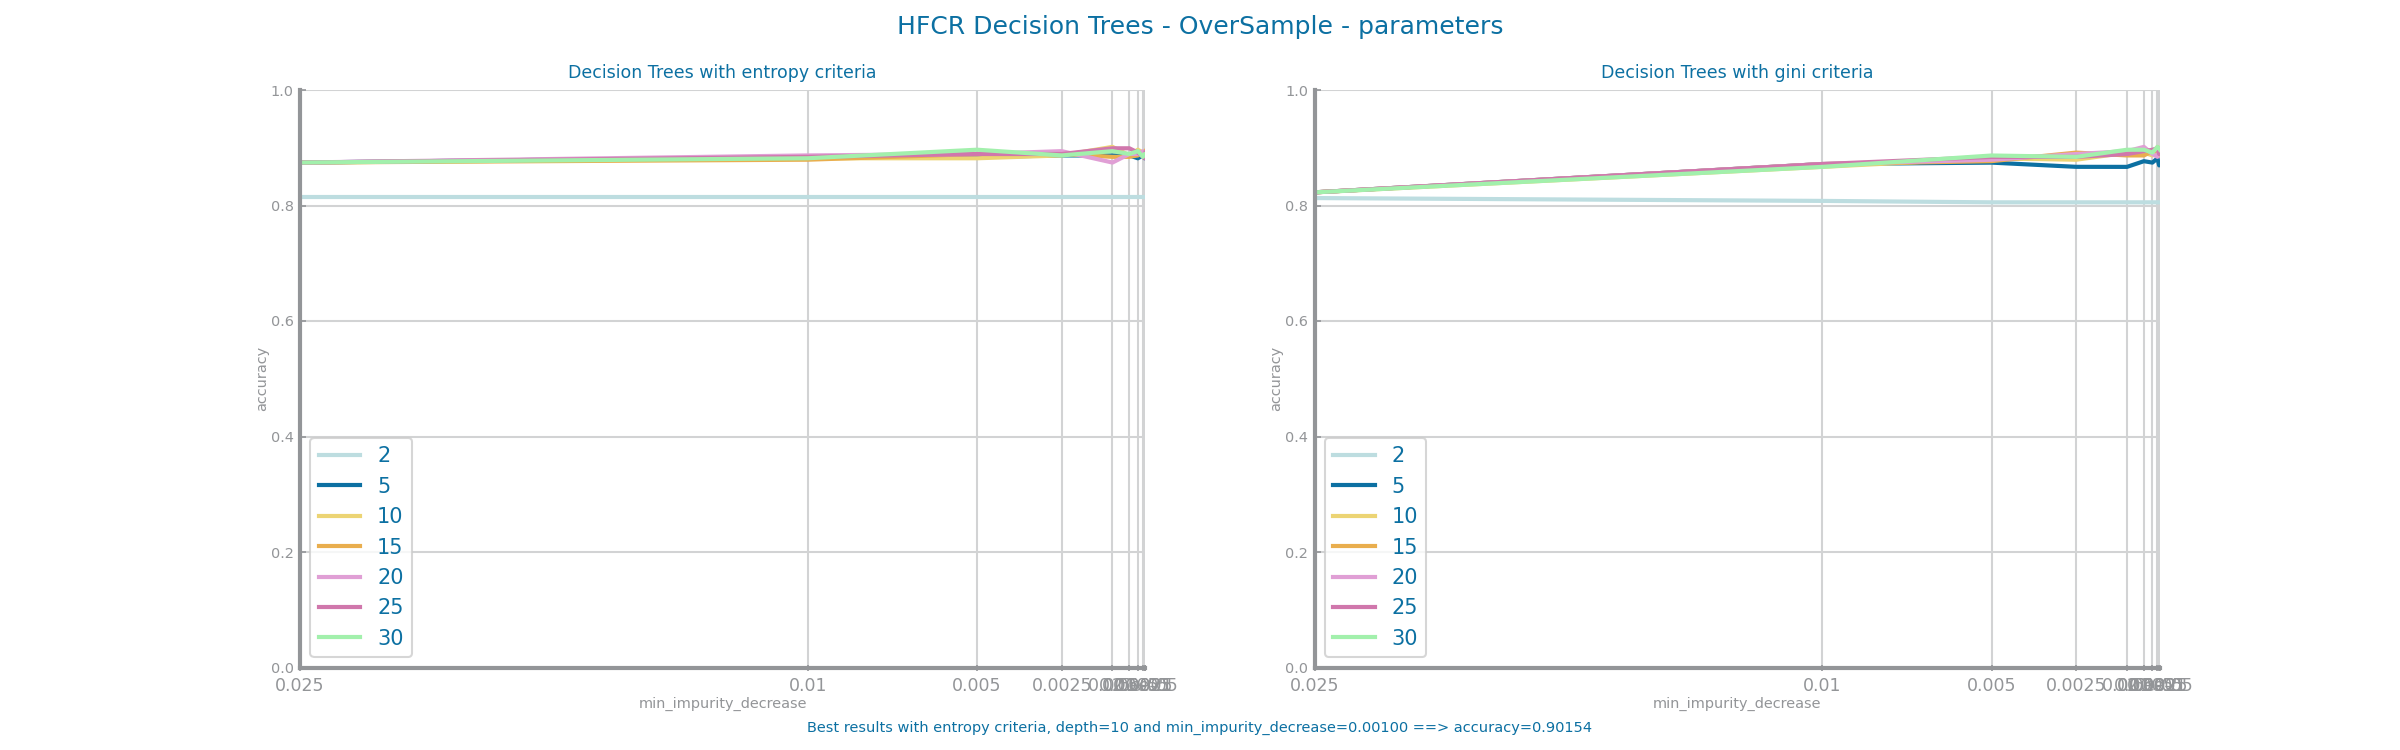 HFCR Decision Trees - OverSample - parameters
Decision Trees with entropy criteria
1.0
0.8
0.6
0.4
0.2
0.0
accuracy
2
5
10
15
20
25
30
0.025 0.01 0.005 0.0025
min_impurity_decrease
Decision Trees with gini criteria
1.0
0.8
0.6
0.4
0.2
0.0
accuracy
2
5
10
15
20
25
30
0.025 0.01 0.005 0.0025
min_impurity_decrease
Best results with entropy criteria, depth=10 and min_impurity_decrease=0.00100 ==> accuracy=0.90154